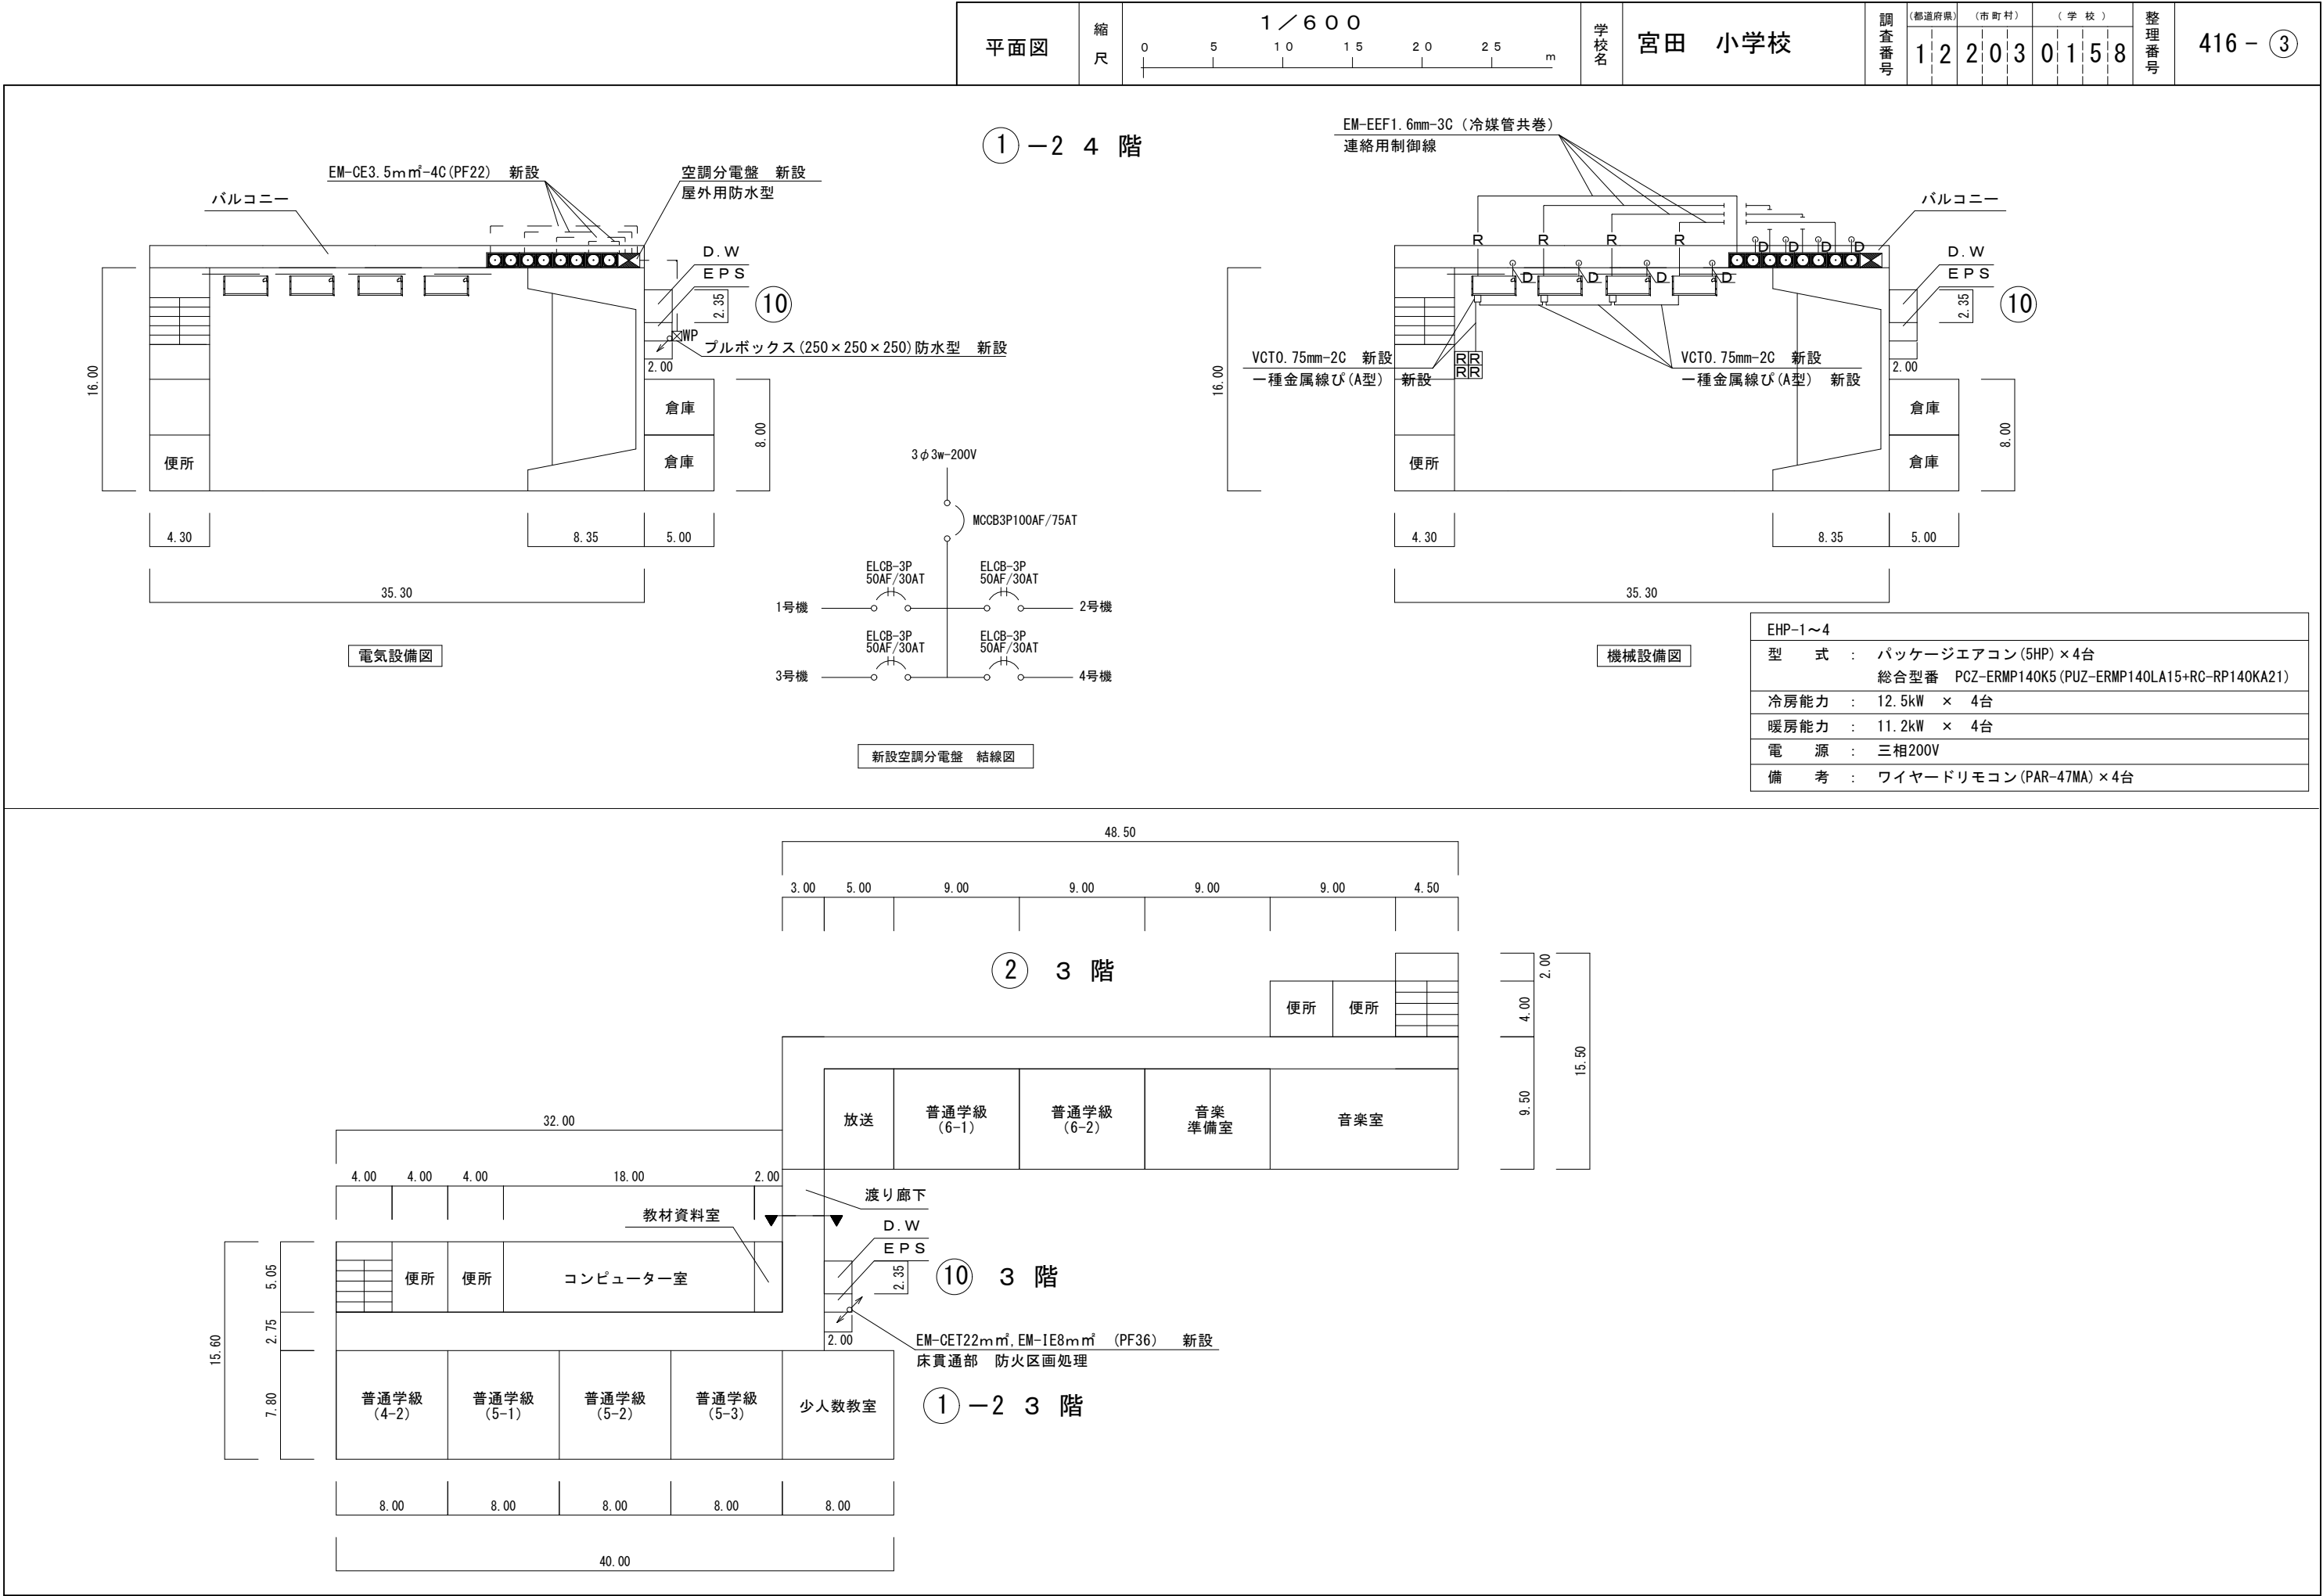 平面図
縮尺
1/600
0 5 10 15 20 25 m
学校名
宮田 小学校
調査番号
(都道府県) (市町村) (学校)
12 203 0158
整理番号
416-③
①-2 4 階
EM-CE3.5mm²-4C(PF22) 新設
空調分電盤 新設
屋外用防水型
バルコニー
D.W
EPS
2.35
⑩
WP
プルボックス(250×250×250)防水型 新設
2.00
16.00
倉庫
8.00
便所
倉庫
4.30
8.35
5.00
35.30
電気設備図
3φ3w-200V
MCCB3P100AF/75AT
ELCB-3P
50AF/30AT
ELCB-3P
50AF/30AT
1号機
2号機
ELCB-3P
50AF/30AT
ELCB-3P
50AF/30AT
3号機
4号機
新設空調分電盤 結線図
EM-EEF1.6mm-3C(冷媒管共巻)
連絡用制御線
バルコニー
R R R R
D D D D
D.W
EPS
D D D D
2.35
⑩
VCT0.75mm-2C 新設
一種金属線ぴ(A型) 新設
RR
RR
VCT0.75mm-2C 新設
一種金属線ぴ(A型) 新設
2.00
16.00
倉庫
8.00
便所
倉庫
4.30
8.35
5.00
35.30
機械設備図
EHP-1~4
型 式 : パッケージエアコン(5HP)×4台
総合型番 PCZ-ERMP140K5(PUZ-ERMP140LA15+RC-RP140KA21)
冷房能力 : 12.5kW × 4台
暖房能力 : 11.2kW × 4台
電 源 : 三相200V
備 考 : ワイヤードリモコン(PAR-47MA)×4台
48.50
3.00 5.00 9.00 9.00 9.00 9.00 4.50
② 3 階
便所
便所
2.00
4.00
15.50
9.50
放送
普通学級
(6-1)
普通学級
(6-2)
音楽
準備室
音楽室
32.00
4.00 4.00 4.00 18.00 2.00
渡り廊下
教材資料室
D.W
EPS
2.35
⑩ 3 階
便所
便所
コンピューター室
5.05
2.75
15.60
7.80
2.00
EM-CET22mm²,EM-IE8mm² (PF36) 新設
床貫通部 防火区画処理
普通学級
(4-2)
普通学級
(5-1)
普通学級
(5-2)
普通学級
(5-3)
少人数教室
①-2 3 階
8.00 8.00 8.00 8.00 8.00
40.00